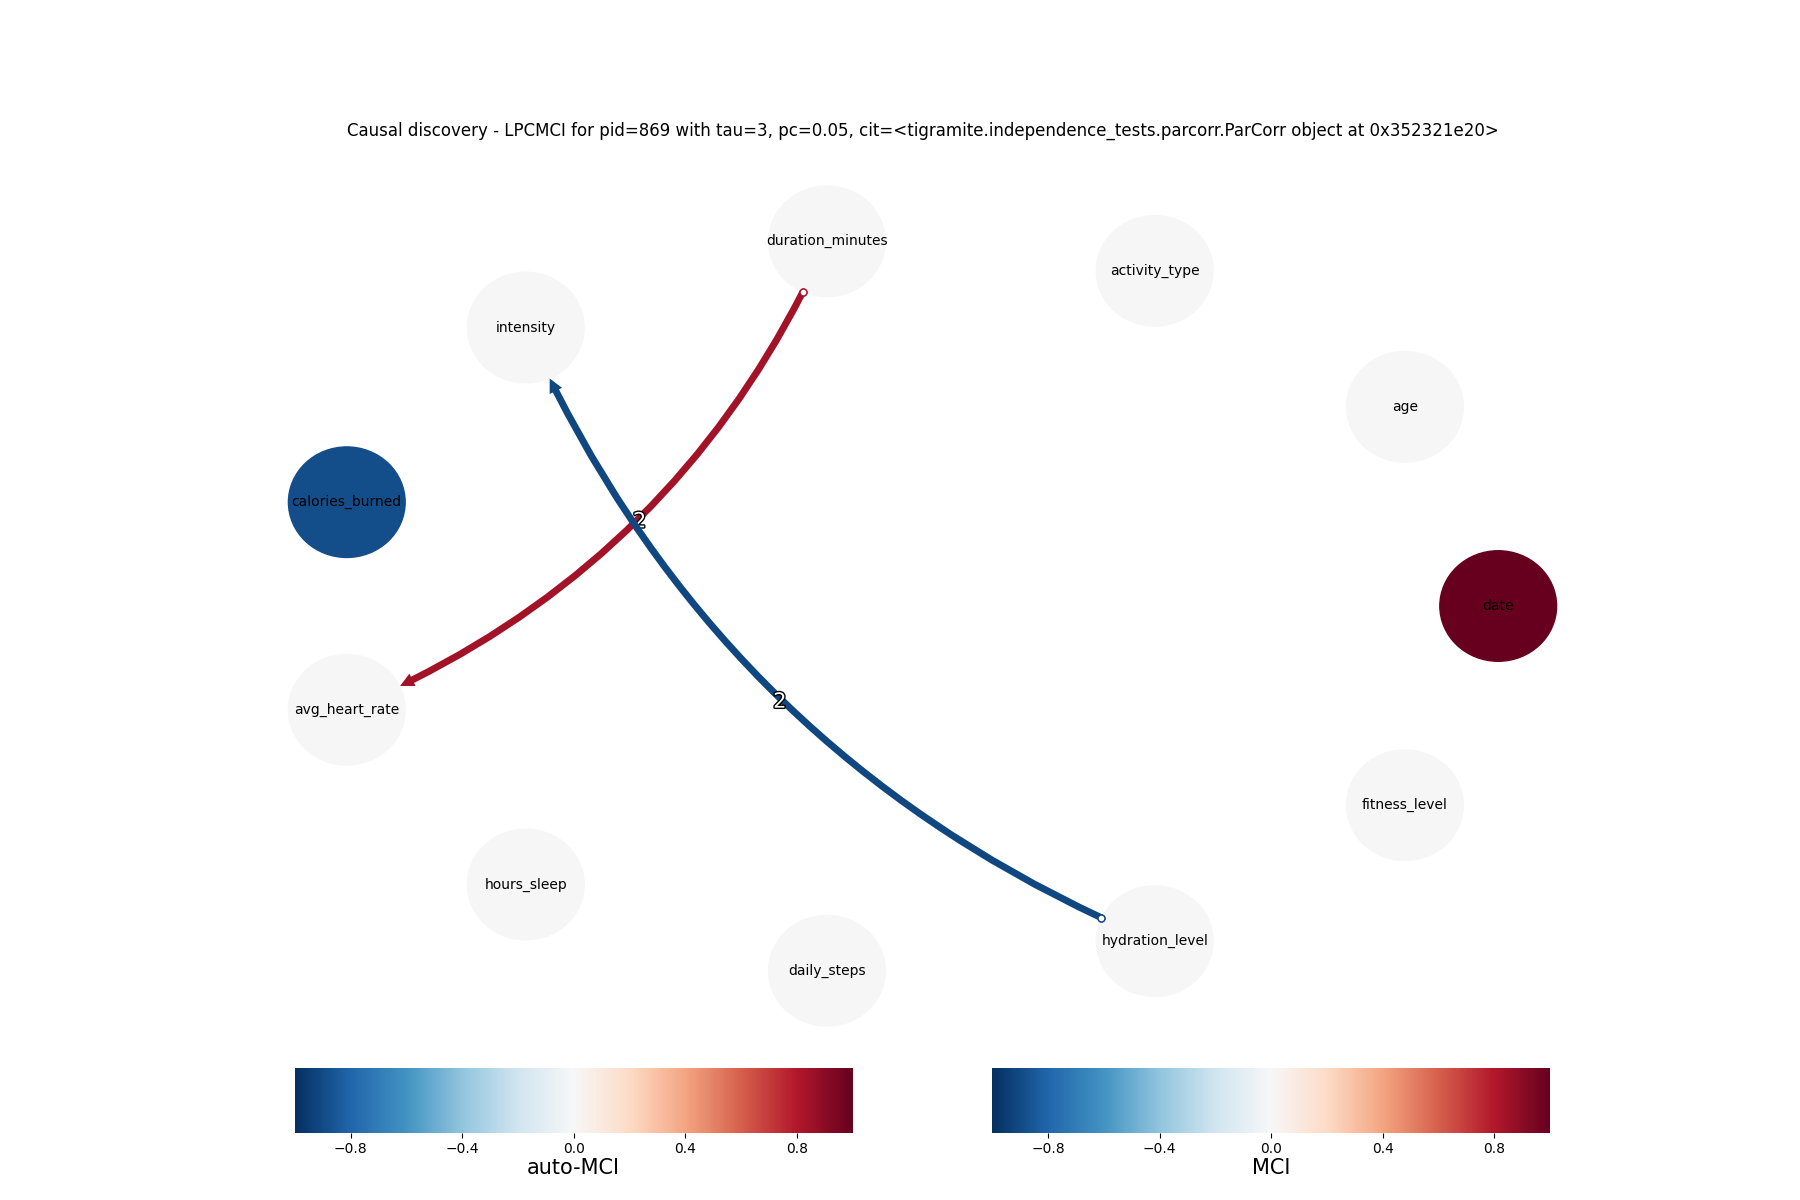 Causal discovery - LPCMCI for pid=869 with tau=3, pc=0.05, cit=<tigramite.independence_tests.parcorr.ParCorr object at 0x352321e20>
duration_minutes
activity_type
intensity
age
calories_burned
2
date
2
avg_heart_rate
fitness_level
hours_sleep
hydration_level
daily_steps
−0.8 −0.4 0.0 0.4 0.8
auto-MCI
−0.8 −0.4 0.0 0.4 0.8
MCI